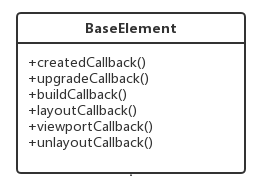 BaseElement
+createdCallback()
+upgradeCallback()
+buildCallback()
+layoutCallback()
+viewportCallback()
+unlayoutCallback()